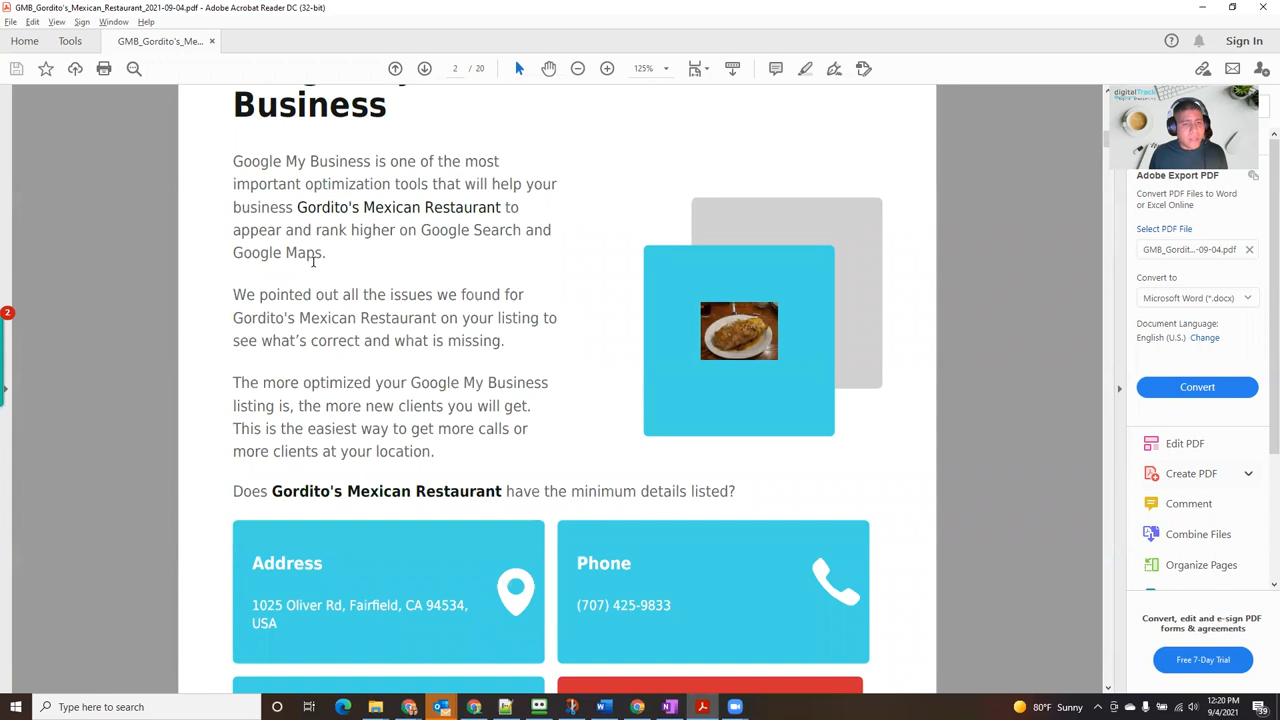 GMB_Gordito's_Mexican_Restaurant_2021-09-04.pdf - Adobe Acrobat Reader DC (32-bit)
File Edit View Sign Window Help
Home Tools GMB_Gordito's_Me... × Sign In
2 / 20 125%
Business
Google My Business is one of the most
important optimization tools that will help your
business Gordito's Mexican Restaurant to
appear and rank higher on Google Search and
Google Maps.
We pointed out all the issues we found for
Gordito's Mexican Restaurant on your listing to
see what's correct and what is missing.
The more optimized your Google My Business
listing is, the more new clients you will get.
This is the easiest way to get more calls or
more clients at your location.
Does Gordito's Mexican Restaurant have the minimum details listed?
Address
1025 Oliver Rd, Fairfield, CA 94534,
USA
Phone
(707) 425-9833
2
digitalTrack
Adobe Export PDF
Convert PDF Files to Word
or Excel Online
Select PDF File
GMB_Gordit...-09-04.pdf
Convert to
Microsoft Word (*.docx)
Document Language:
English (U.S.) Change
Convert
Edit PDF
Create PDF
Comment
Combine Files
Organize Pages
Convert, edit and e-sign PDF
forms & agreements
Free 7-Day Trial
Type here to search
80°F Sunny
12:20 PM
9/4/2021
39